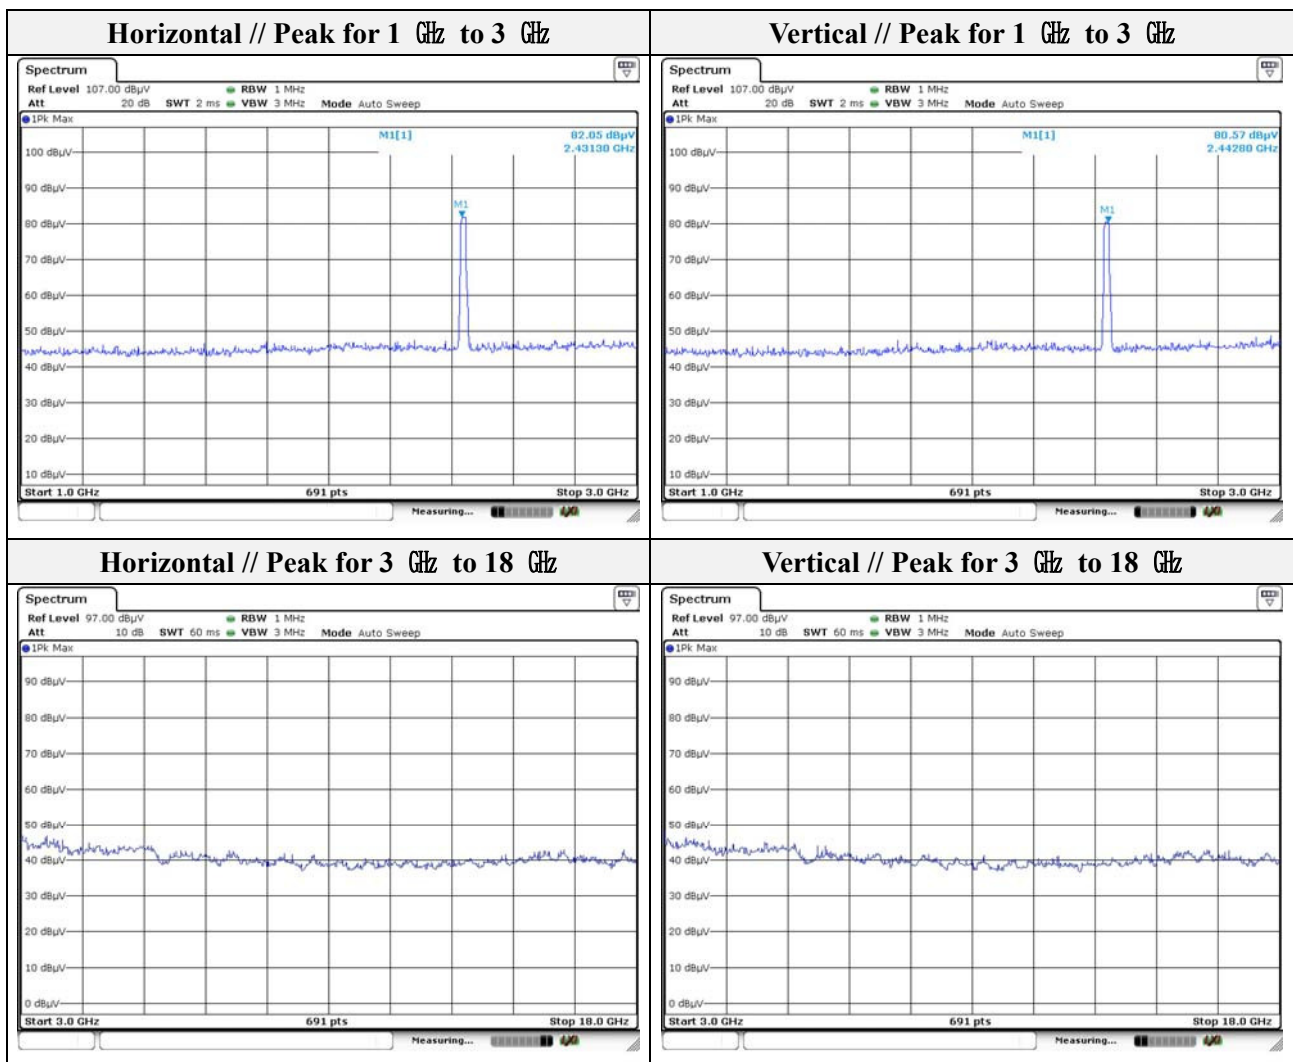 Horizontal // Peak for 1 ㎓ to 3 ㎓
Spectrum
Ref Level 107.00 dBµV RBW 1 MHz
Att 20 dB SWT 2 ms VBW 3 MHz Mode Auto Sweep
1Pk Max
M1[1] 82.05 dBµV
2.43130 GHz
100 dBµV
90 dBµV
M1
80 dBµV
70 dBµV
60 dBµV
50 dBµV
40 dBµV
30 dBµV
20 dBµV
10 dBµV
Start 1.0 GHz 691 pts Stop 3.0 GHz
Measuring...
Vertical // Peak for 1 ㎓ to 3 ㎓
Spectrum
Ref Level 107.00 dBµV RBW 1 MHz
Att 20 dB SWT 2 ms VBW 3 MHz Mode Auto Sweep
1Pk Max
M1[1] 80.57 dBµV
2.44280 GHz
100 dBµV
90 dBµV
M1
80 dBµV
70 dBµV
60 dBµV
50 dBµV
40 dBµV
30 dBµV
20 dBµV
10 dBµV
Start 1.0 GHz 691 pts Stop 3.0 GHz
Measuring...
Horizontal // Peak for 3 ㎓ to 18 ㎓
Spectrum
Ref Level 97.00 dBµV RBW 1 MHz
Att 10 dB SWT 60 ms VBW 3 MHz Mode Auto Sweep
1Pk Max
90 dBµV
80 dBµV
70 dBµV
60 dBµV
50 dBµV
40 dBµV
30 dBµV
20 dBµV
10 dBµV
0 dBµV
Start 3.0 GHz 691 pts Stop 18.0 GHz
Measuring...
Vertical // Peak for 3 ㎓ to 18 ㎓
Spectrum
Ref Level 97.00 dBµV RBW 1 MHz
Att 10 dB SWT 60 ms VBW 3 MHz Mode Auto Sweep
1Pk Max
90 dBµV
80 dBµV
70 dBµV
60 dBµV
50 dBµV
40 dBµV
30 dBµV
20 dBµV
10 dBµV
0 dBµV
Start 3.0 GHz 691 pts Stop 18.0 GHz
Measuring...